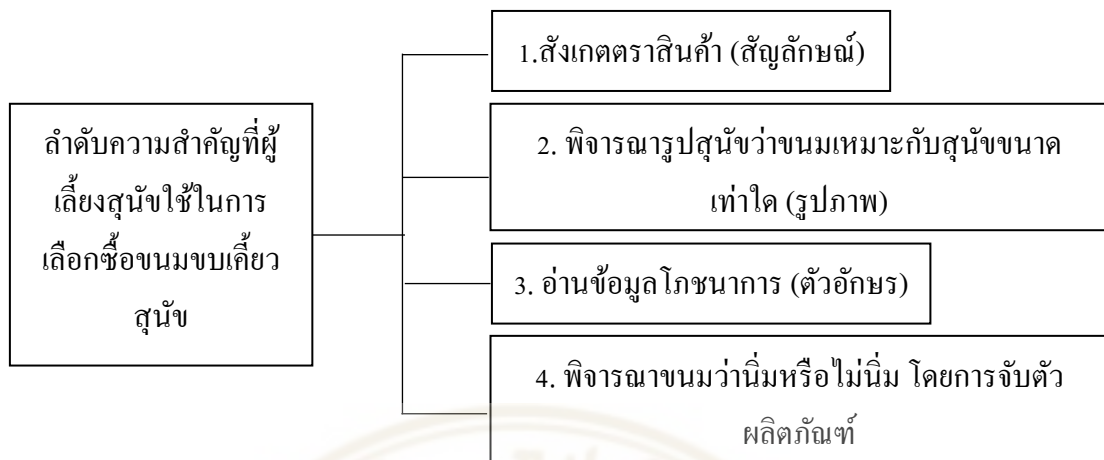 ลำดับความสำคัญที่ผู้
เลี้ยงสุนัขใช้ในการ
เลือกซื้อขนมขบเคี้ยว
สุนัข
1.สังเกตตราสินค้า (สัญลักษณ์)
2. พิจารณารูปสุนัขว่าขนมเหมาะกับสุนัขขนาด
เท่าใด (รูปภาพ)
3. อ่านข้อมูลโภชนาการ (ตัวอักษร)
4. พิจารณาขนมว่านิ่มหรือไม่นิ่ม โดยการจับตัว
ผลิตภัณฑ์